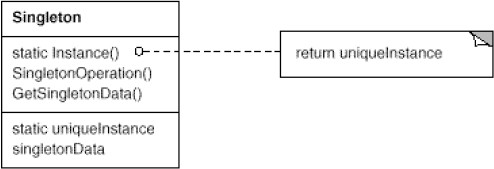 Singleton
static Instance()
return uniqueInstance
SingletonOperation()
GetSingletonData()
static uniqueInstance
singletonData